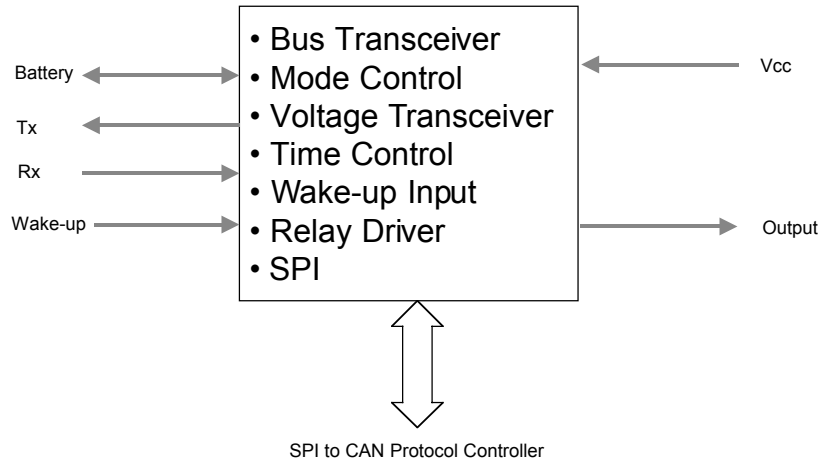 • Bus Transceiver
• Mode Control
• Voltage Transceiver
• Time Control
• Wake-up Input
• Relay Driver
• SPI
Battery
Tx
Rx
Wake-up
Vcc
Output
SPI to CAN Protocol Controller